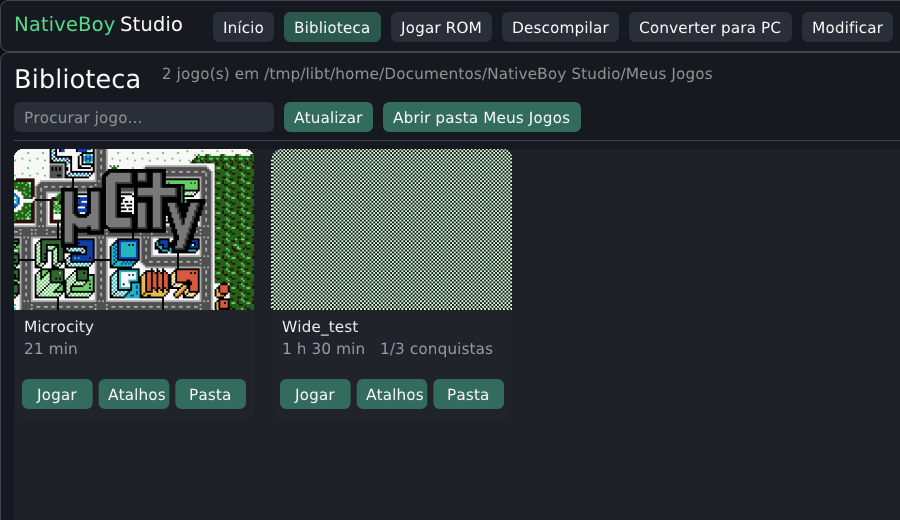 NativeBoy Studio Início Biblioteca Jogar ROM Descompilar Converter para PC Modificar
Biblioteca 2 jogo(s) em /tmp/libt/home/Documentos/NativeBoy Studio/Meus Jogos
Procurar jogo... Atualizar Abrir pasta Meus Jogos
µCity
Microcity
21 min
Jogar Atalhos Pasta
Wide_test
1 h 30 min 1/3 conquistas
Jogar Atalhos Pasta